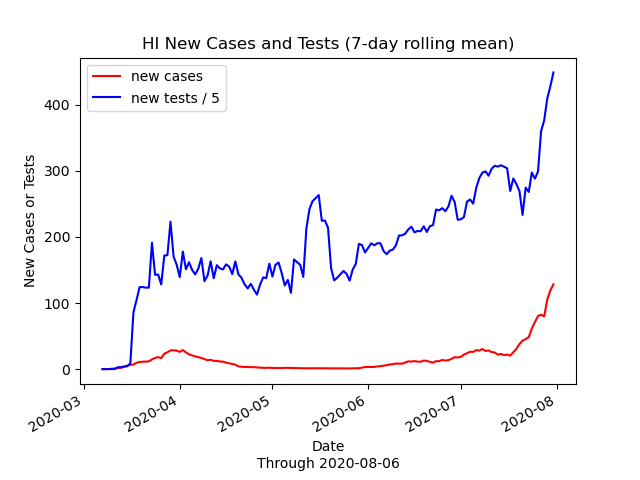 HI New Cases and Tests (7-day rolling mean)
new cases
new tests / 5
New Cases or Tests
400
300
200
100
0
2020-03
2020-04
2020-05
2020-06
2020-07
2020-08
Date
Through 2020-08-06